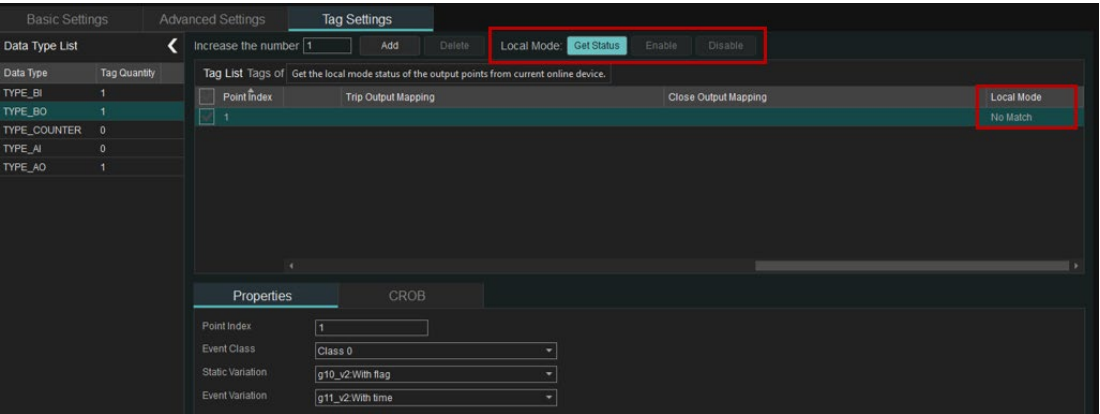 Basic Settings Advanced Settings Tag Settings
Data Type List Increase the number 1 Add Delete Local Mode: Get Status Enable Disable
Data Type Tag Quantity Tag List Tags of Get the local mode status of the output points from current online device.
TYPE_BI 1 Point Index Trip Output Mapping Close Output Mapping Local Mode
TYPE_BO 1 1 No Match
TYPE_COUNTER 0
TYPE_AI 0
TYPE_AO 1
Properties CROB
Point Index 1
Event Class Class 0
Static Variation g10_v2:With flag
Event Variation g11_v2:With time